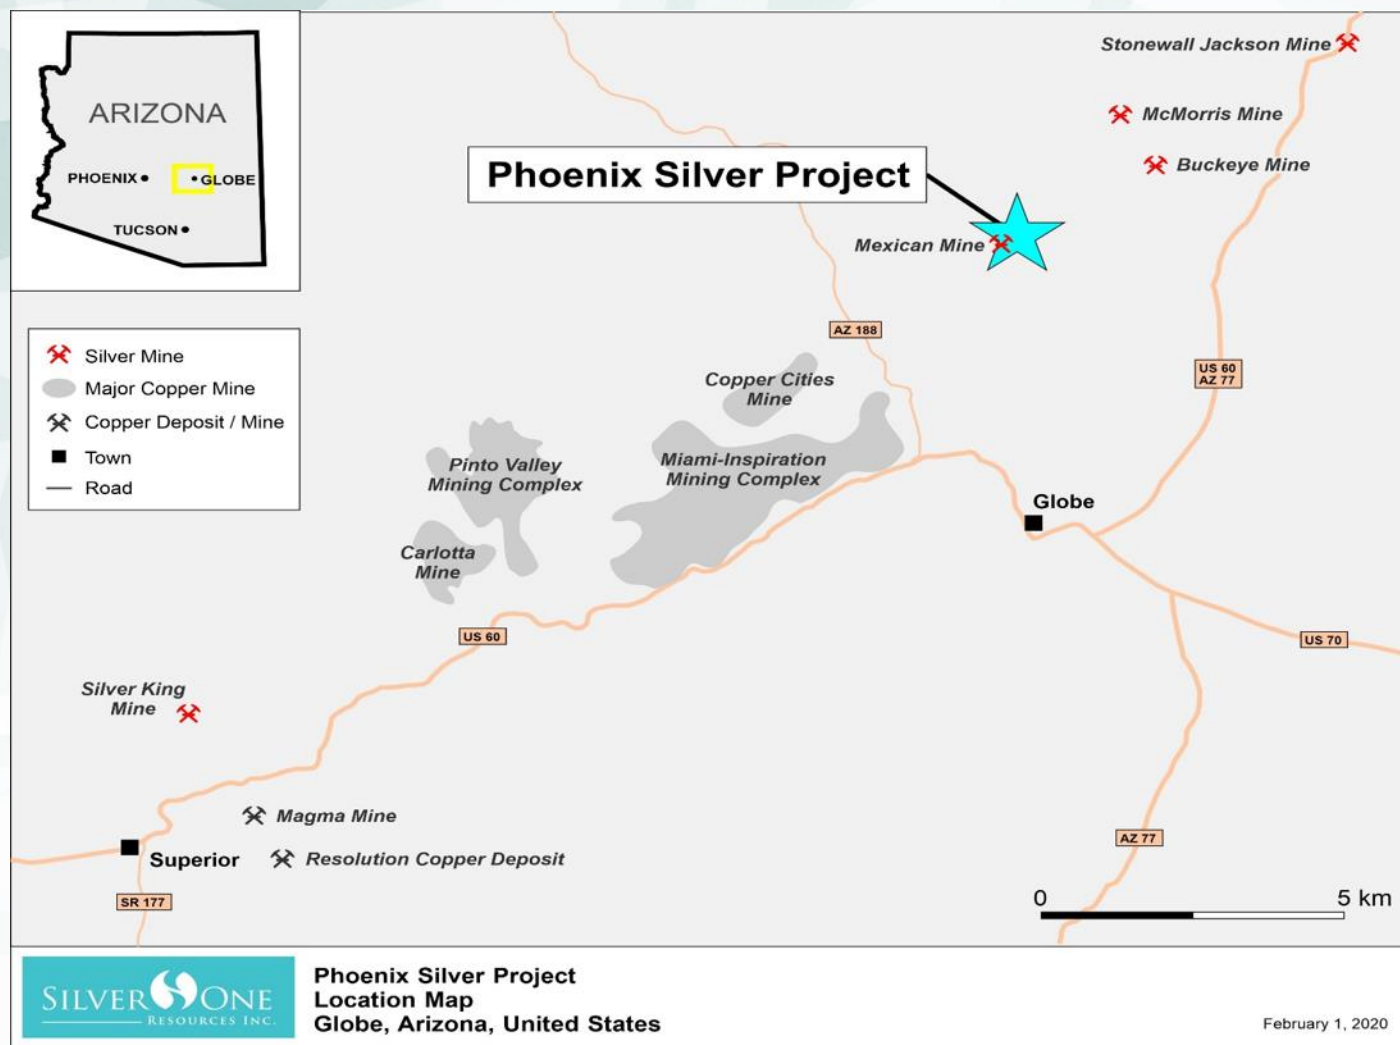 ARIZONA
PHOENIX
GLOBE
TUCSON
Stonewall Jackson Mine
McMorris Mine
Buckeye Mine
Phoenix Silver Project
Mexican Mine
Silver Mine
Major Copper Mine
Copper Deposit / Mine
Town
Road
AZ 188
US 60
AZ 77
Copper Cities
Mine
Pinto Valley
Mining Complex
Miami-Inspiration
Mining Complex
Globe
Carlotta
Mine
US 60
US 70
Silver King
Mine
Magma Mine
Superior
Resolution Copper Deposit
AZ 77
SR 177
0
5 km
SILVER ONE
RESOURCES INC.
Phoenix Silver Project
Location Map
Globe, Arizona, United States
February 1, 2020